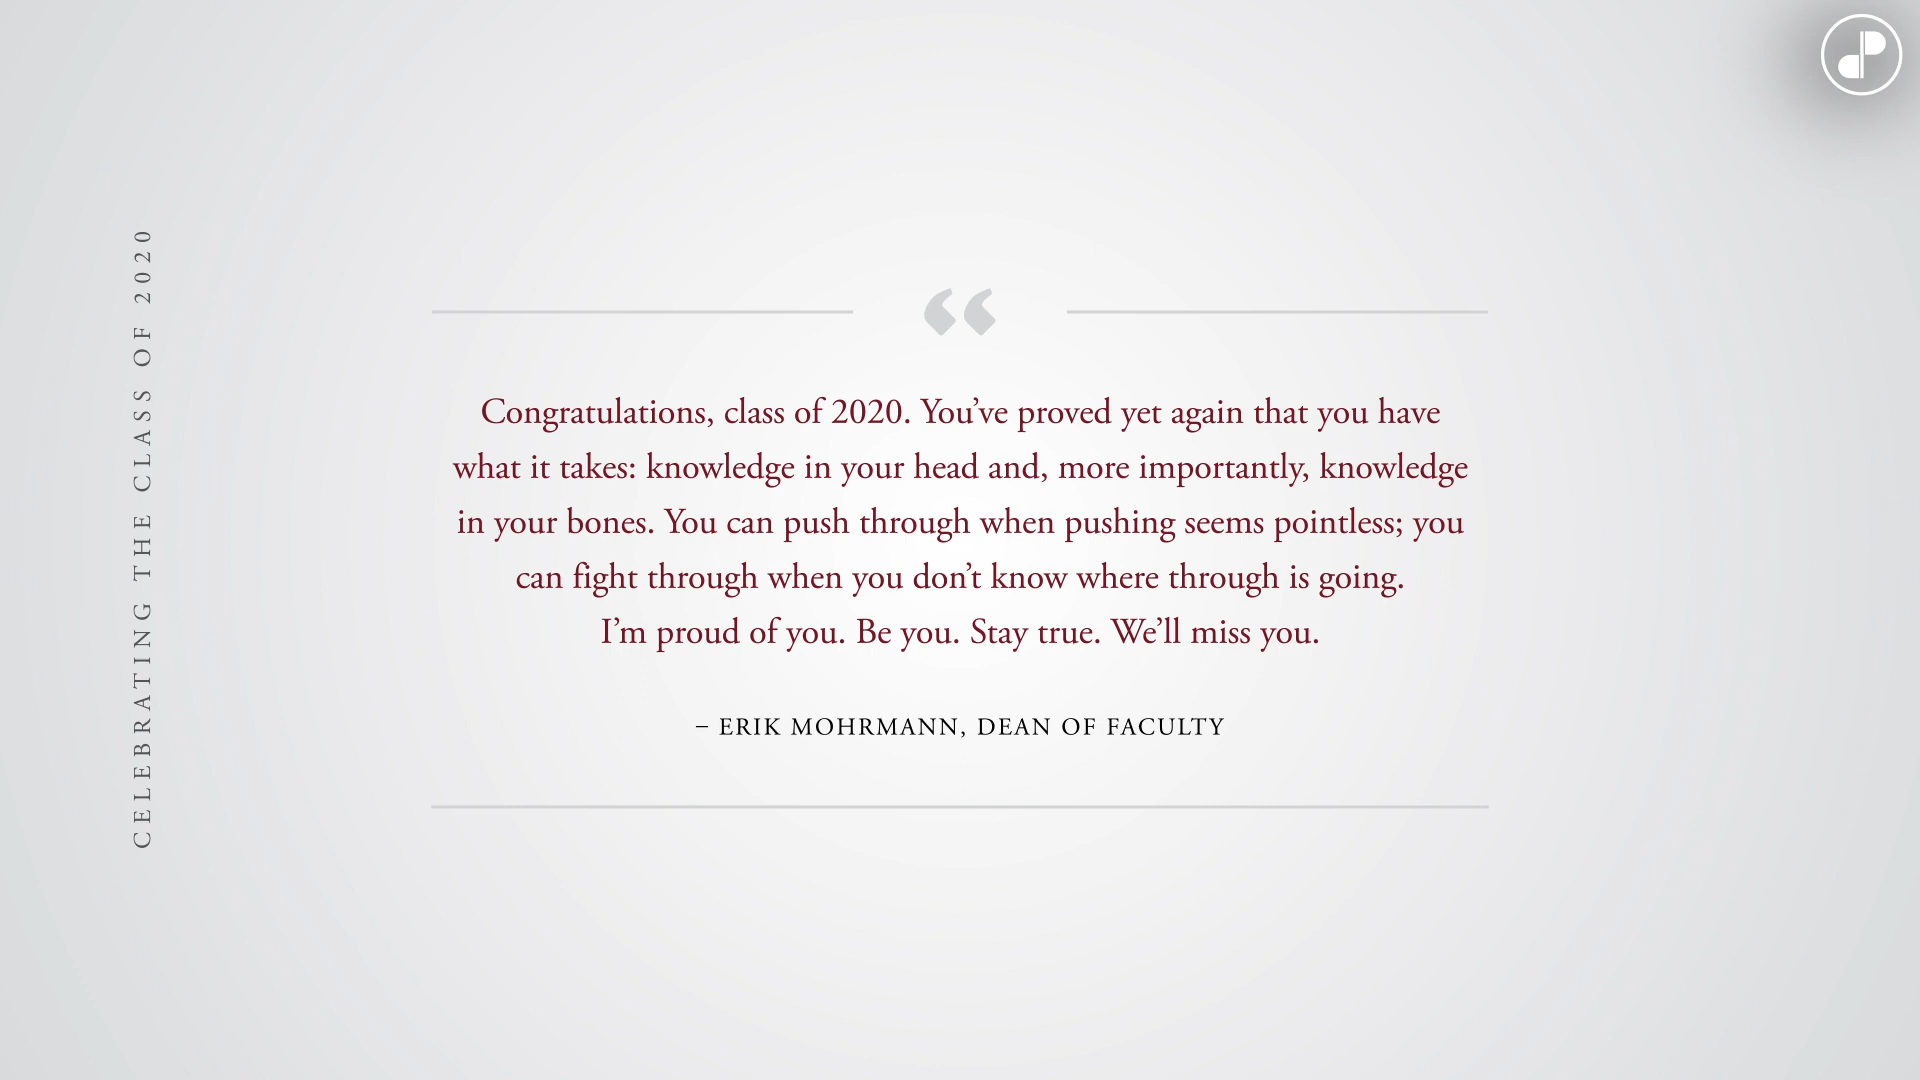 CELEBRATING THE CLASS OF 2020
“
Congratulations, class of 2020. You’ve proved yet again that you have
what it takes: knowledge in your head and, more importantly, knowledge
in your bones. You can push through when pushing seems pointless; you
can fight through when you don’t know where through is going.
I’m proud of you. Be you. Stay true. We’ll miss you.
– ERIK MOHRMANN, DEAN OF FACULTY